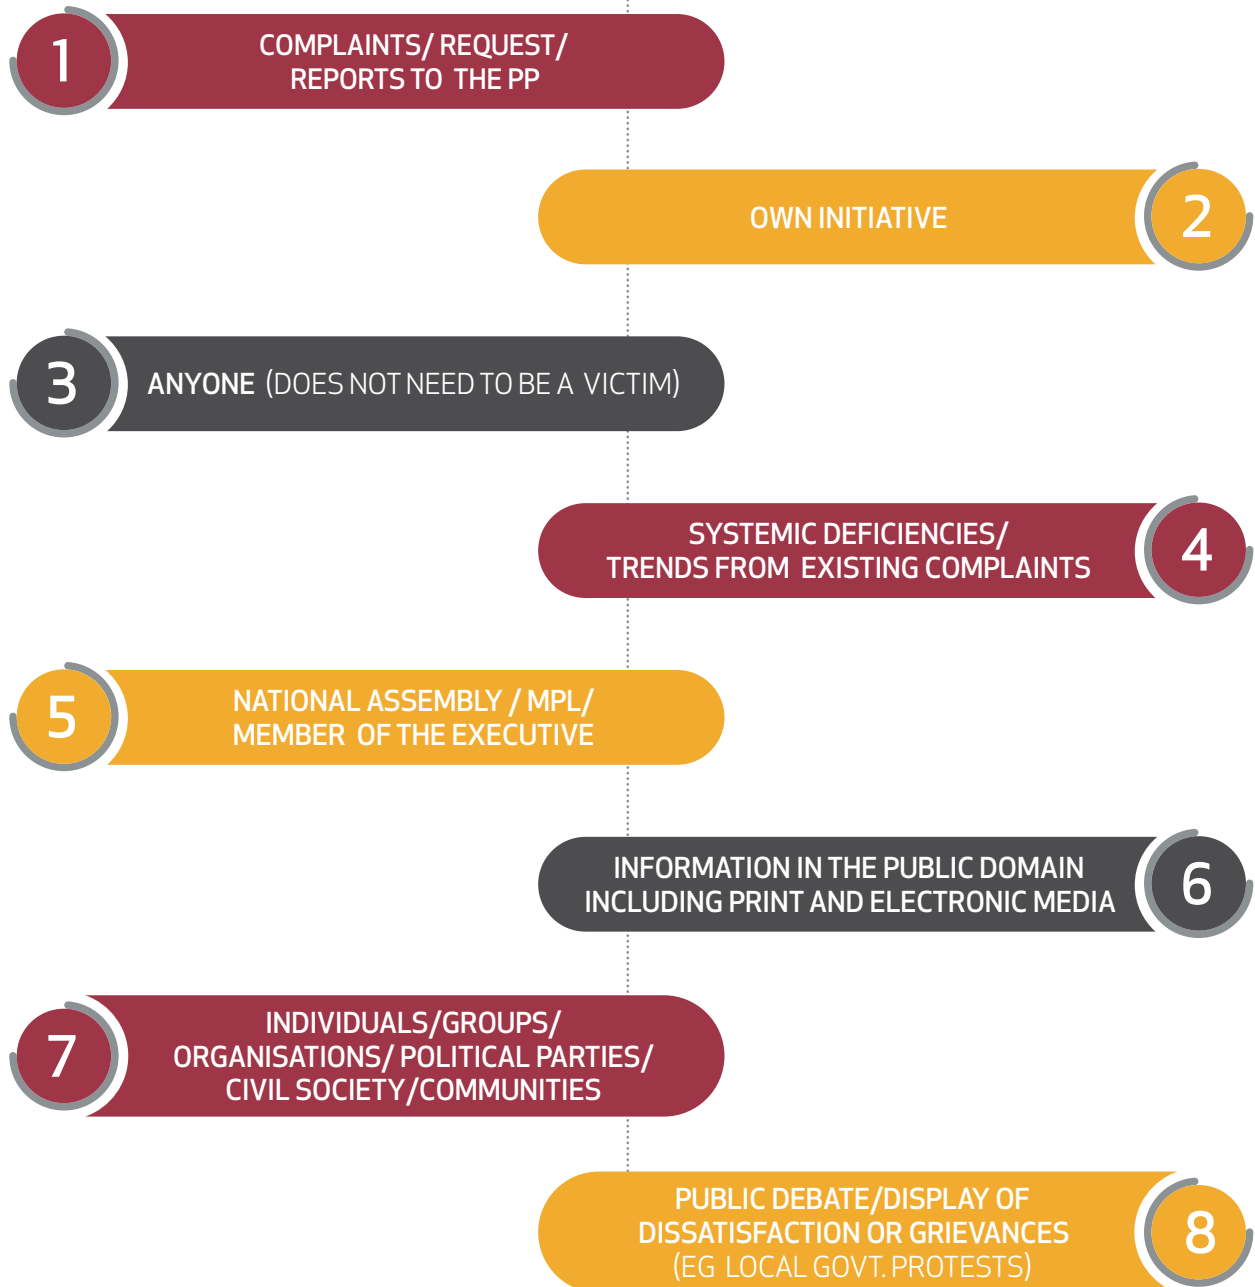 1
COMPLAINTS/ REQUEST/
REPORTS TO THE PP
OWN INITIATIVE
2
3
ANYONE (DOES NOT NEED TO BE A VICTIM)
SYSTEMIC DEFICIENCIES/
TRENDS FROM EXISTING COMPLAINTS
4
5
NATIONAL ASSEMBLY / MPL/
MEMBER OF THE EXECUTIVE
INFORMATION IN THE PUBLIC DOMAIN
INCLUDING PRINT AND ELECTRONIC MEDIA
6
7
INDIVIDUALS/GROUPS/
ORGANISATIONS/ POLITICAL PARTIES/
CIVIL SOCIETY/COMMUNITIES
PUBLIC DEBATE/DISPLAY OF
DISSATISFACTION OR GRIEVANCES
(EG LOCAL GOVT. PROTESTS)
8